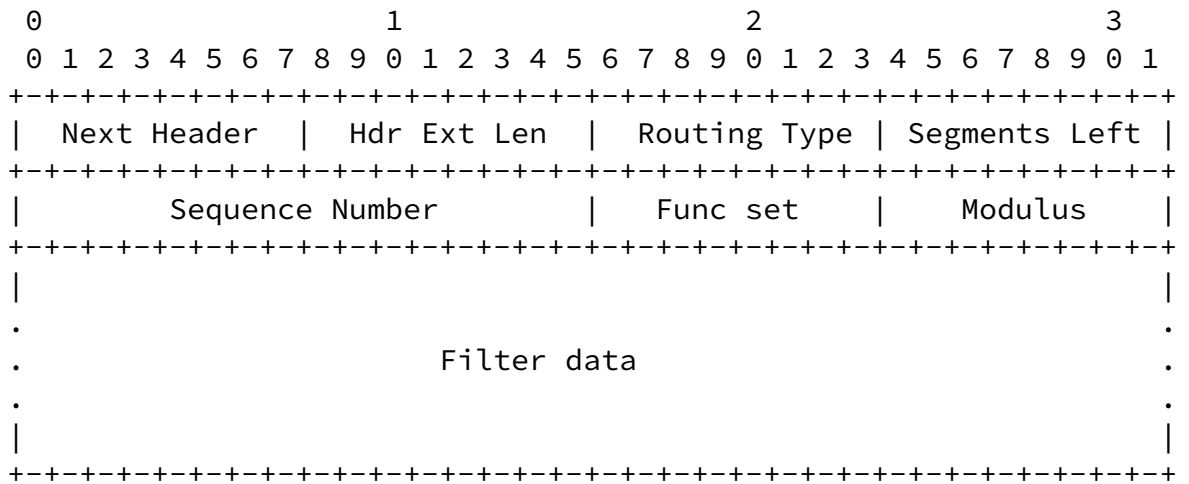 0                   1                   2                   3
 0 1 2 3 4 5 6 7 8 9 0 1 2 3 4 5 6 7 8 9 0 1 2 3 4 5 6 7 8 9 0 1
+-+-+-+-+-+-+-+-+-+-+-+-+-+-+-+-+-+-+-+-+-+-+-+-+-+-+-+-+-+-+-+-+
|  Next Header  |  Hdr Ext Len  |  Routing Type | Segments Left |
+-+-+-+-+-+-+-+-+-+-+-+-+-+-+-+-+-+-+-+-+-+-+-+-+-+-+-+-+-+-+-+-+
|        Sequence Number        |   Func set    |    Modulus    |
+-+-+-+-+-+-+-+-+-+-+-+-+-+-+-+-+-+-+-+-+-+-+-+-+-+-+-+-+-+-+-+-+
|                                                               |
.                                                               .
.                       Filter data                             .
.                                                               .
|                                                               |
+-+-+-+-+-+-+-+-+-+-+-+-+-+-+-+-+-+-+-+-+-+-+-+-+-+-+-+-+-+-+-+-+